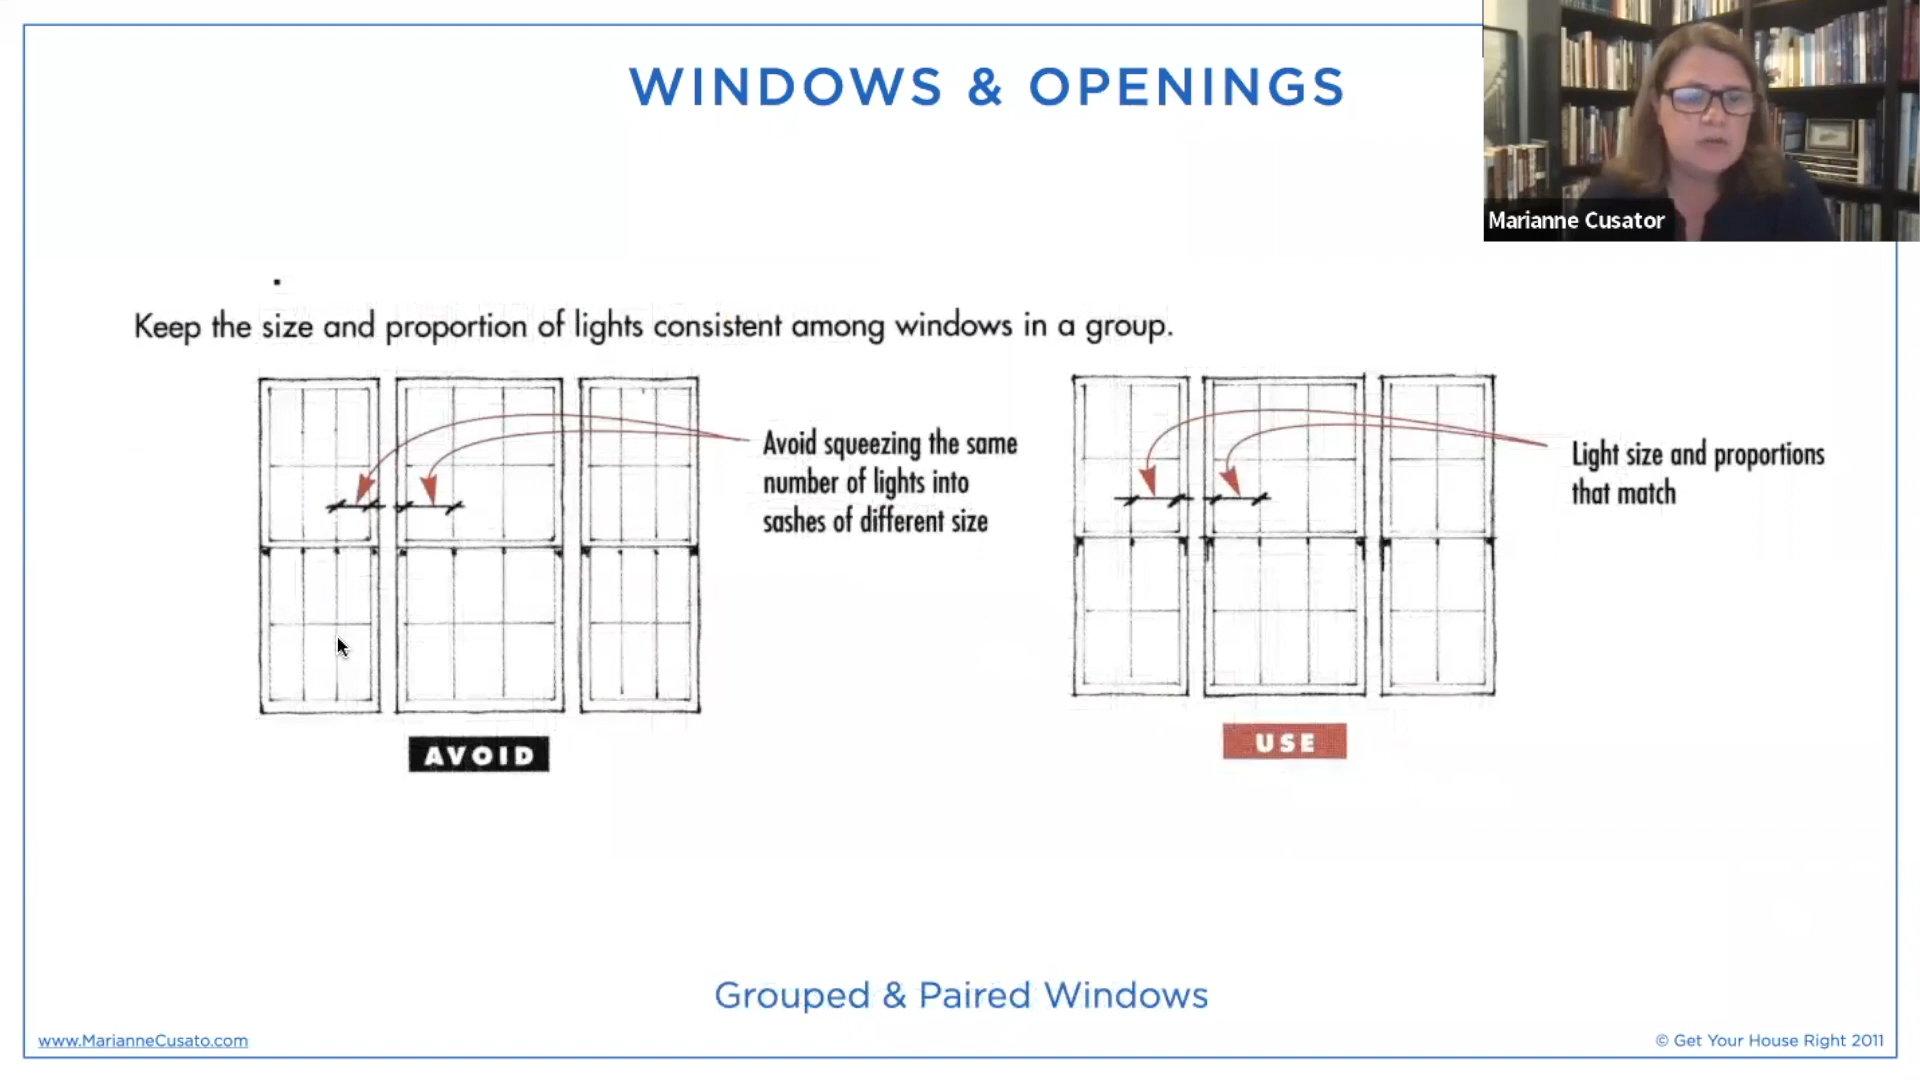 WINDOWS & OPENINGS
Marianne Cusator
Keep the size and proportion of lights consistent among windows in a group.
Avoid squeezing the same
number of lights into
sashes of different size
Light size and proportions
that match
AVOID
USE
Grouped & Paired Windows
www.MarianneCusato.com
© Get Your House Right 2011